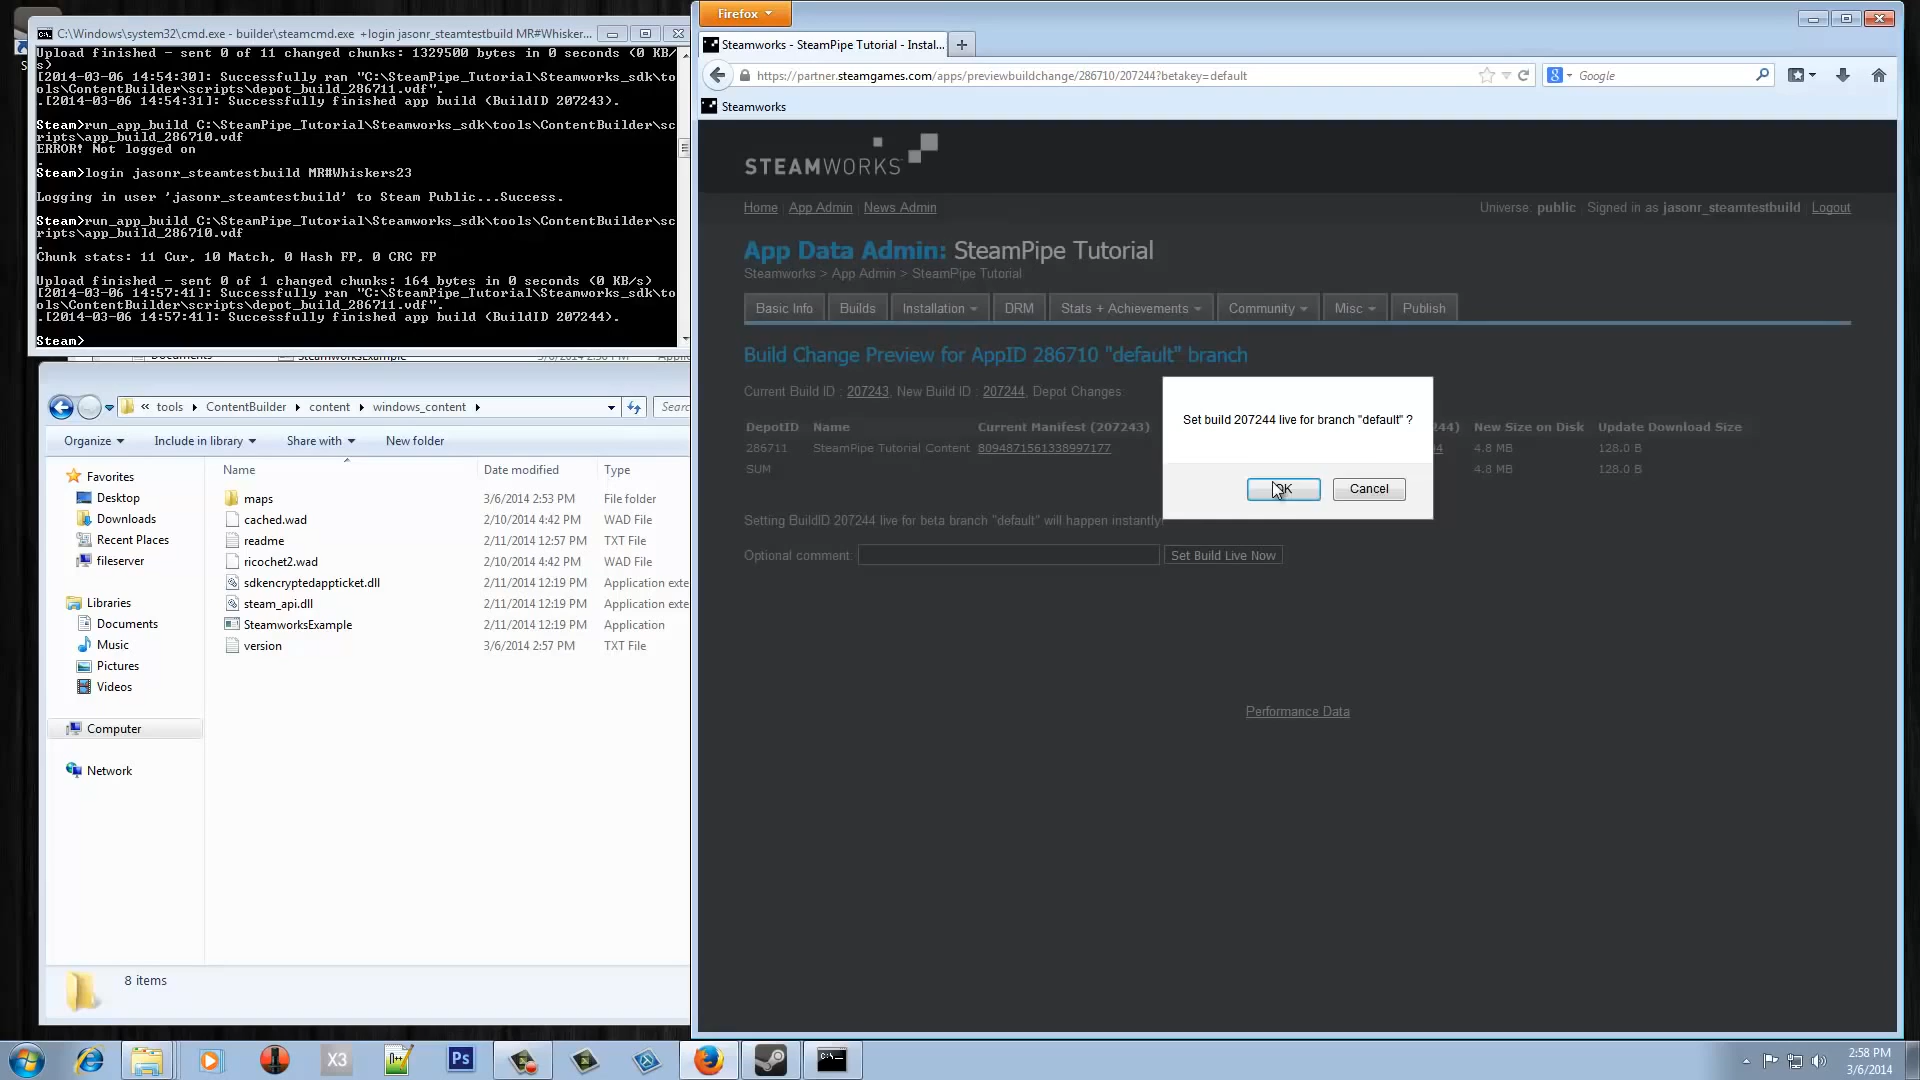 C:\Windows\system32\cmd.exe - builder\steamcmd.exe +login jasonr_steamtestbuild MR#Whisker...
Upload finished - sent 0 of 11 changed chunks: 1329500 bytes in 0 seconds (0 KB/
s)
[2014-03-06 14:54:30]: Successfully ran "C:\SteamPipe_Tutorial\Steamworks_sdk\to
ols\ContentBuilder\scripts\depot_build_286711.vdf".
.[2014-03-06 14:54:31]: Successfully finished app build (BuildID 207243).
Steam>run_app_build C:\SteamPipe_Tutorial\Steamworks_sdk\tools\ContentBuilder\sc
ripts\app_build_286710.vdf
ERROR! Not logged on
.
Steam>login jasonr_steamtestbuild MR#Whiskers23
Logging in user 'jasonr_steamtestbuild' to Steam Public...Success.
Steam>run_app_build C:\SteamPipe_Tutorial\Steamworks_sdk\tools\ContentBuilder\sc
ripts\app_build_286710.vdf
.
Chunk stats: 11 Cur, 10 Match, 0 Hash FP, 0 CRC FP
Upload finished - sent 0 of 1 changed chunks: 164 bytes in 0 seconds (0 KB/s)
[2014-03-06 14:57:41]: Successfully ran "C:\SteamPipe_Tutorial\Steamworks_sdk\to
ols\ContentBuilder\scripts\depot_build_286711.vdf".
.[2014-03-06 14:57:41]: Successfully finished app build (BuildID 207244).
Steam>
« tools ContentBuilder content windows_content Searc
Organize Include in library Share with New folder
Favorites
Desktop
Downloads
Recent Places
fileserver
Libraries
Documents
Music
Pictures
Videos
Computer
Network
Name Date modified Type
maps 3/6/2014 2:53 PM File folder
cached.wad 2/10/2014 4:42 PM WAD File
readme 2/11/2014 12:57 PM TXT File
ricochet2.wad 2/10/2014 4:42 PM WAD File
sdkencryptedappticket.dll 2/11/2014 12:19 PM Application exte
steam_api.dll 2/11/2014 12:19 PM Application exte
SteamworksExample 2/11/2014 12:19 PM Application
version 3/6/2014 2:57 PM TXT File
8 items
Firefox
Steamworks - SteamPipe Tutorial - Instal...
https://partner.steamgames.com/apps/previewbuildchange/286710/207244?betakey=default
Google
Steamworks
STEAMWORKS
Home | App Admin | News Admin
Universe: public Signed in as jasonr_steamtestbuild Logout
App Data Admin: SteamPipe Tutorial
Steamworks > App Admin > SteamPipe Tutorial
Basic Info Builds Installation DRM Stats + Achievements Community Misc Publish
Build Change Preview for AppID 286710 "default" branch
Current Build ID : 207243, New Build ID : 207244, Depot Changes:
DepotID Name Current Manifest (207243) 44) New Size on Disk Update Download Size
286711 SteamPipe Tutorial Content 8094871561338997177 4 4.8 MB 128.0 B
SUM 4.8 MB 128.0 B
Set build 207244 live for branch "default" ?
OK Cancel
Setting BuildID 207244 live for beta branch "default" will happen instantly
Optional comment: Set Build Live Now
Performance Data
X3
Ps
2:58 PM
3/6/2014